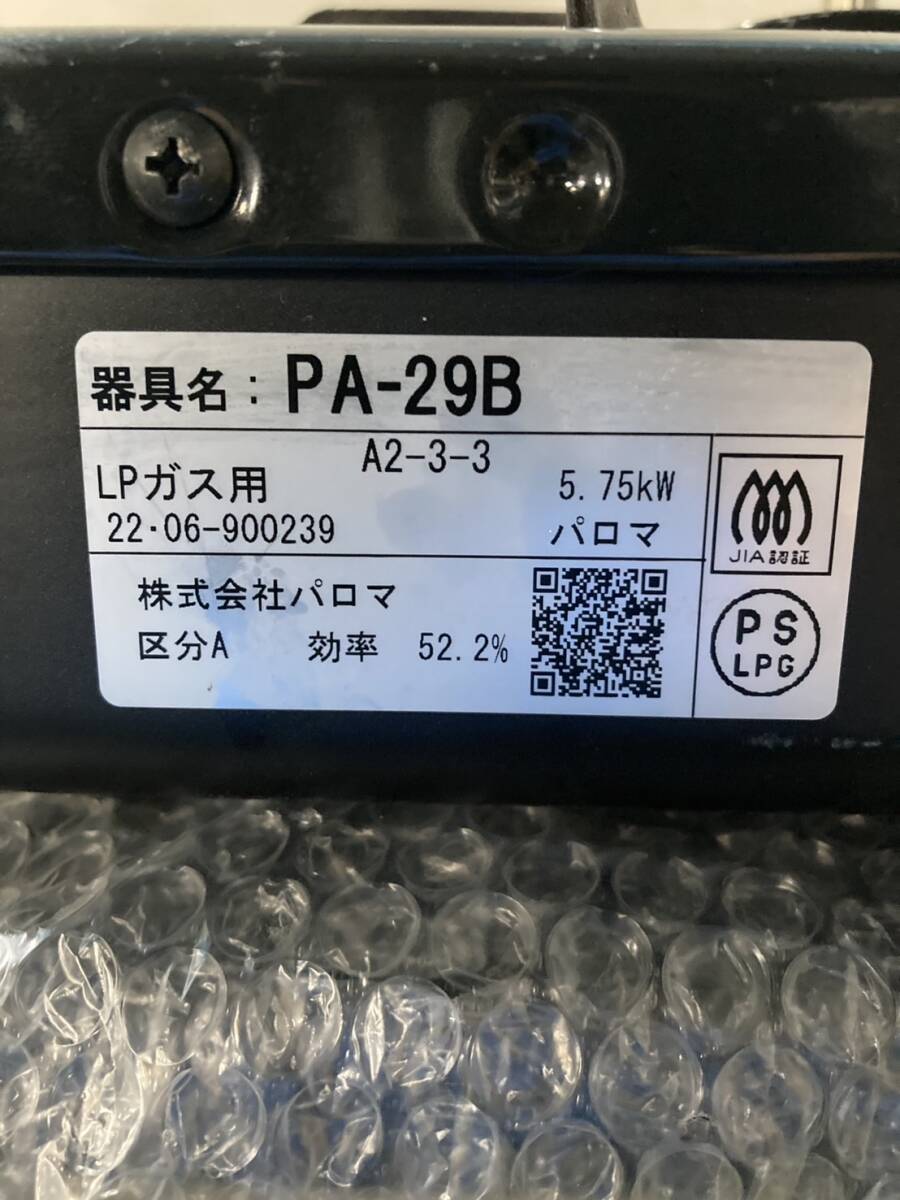 器具名：PA-29B
A2-3-3
LPガス用
5.75kW
22・06-900239
パロマ
JIA認証
株式会社パロマ
区分A 効率 52.2%
PS
LPG